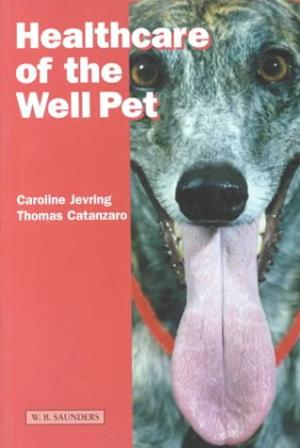 Healthcare
of the
Well Pet
Caroline Jevring
Thomas Catanzaro
W. B. SAUNDERS